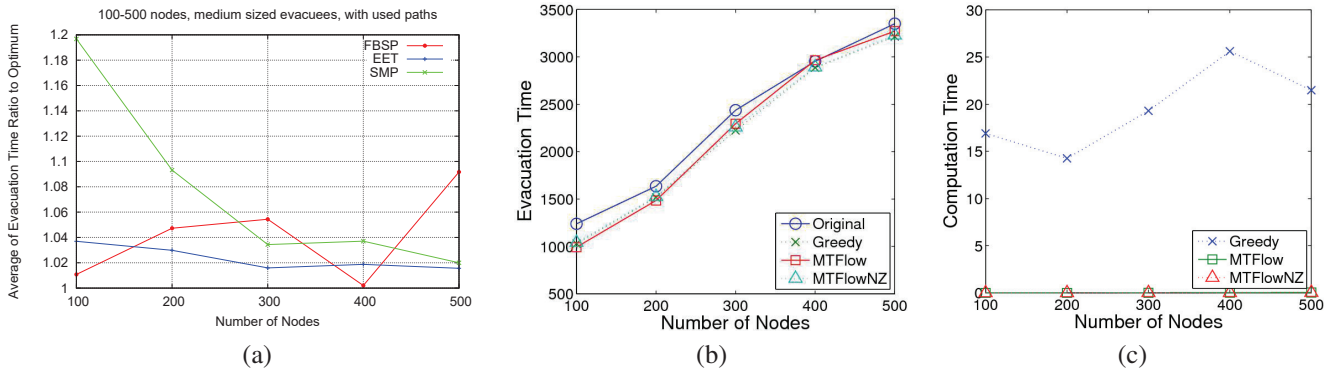 100-500 nodes, medium sized evacuees, with used paths
Average of Evacuation Time Ratio to Optimum
1.2
1.18
1.16
1.14
1.12
1.1
1.08
1.06
1.04
1.02
1
FBSP
EET
SMP
100
200
300
400
500
Number of Nodes
(a)
Evacuation Time
3500
3000
2500
2000
1500
1000
500
Original
Greedy
MTFlow
MTFlowNZ
100
200
300
400
500
Number of Nodes
(b)
Computation Time
30
25
20
15
10
5
0
Greedy
MTFlow
MTFlowNZ
100
200
300
400
500
Number of Nodes
(c)